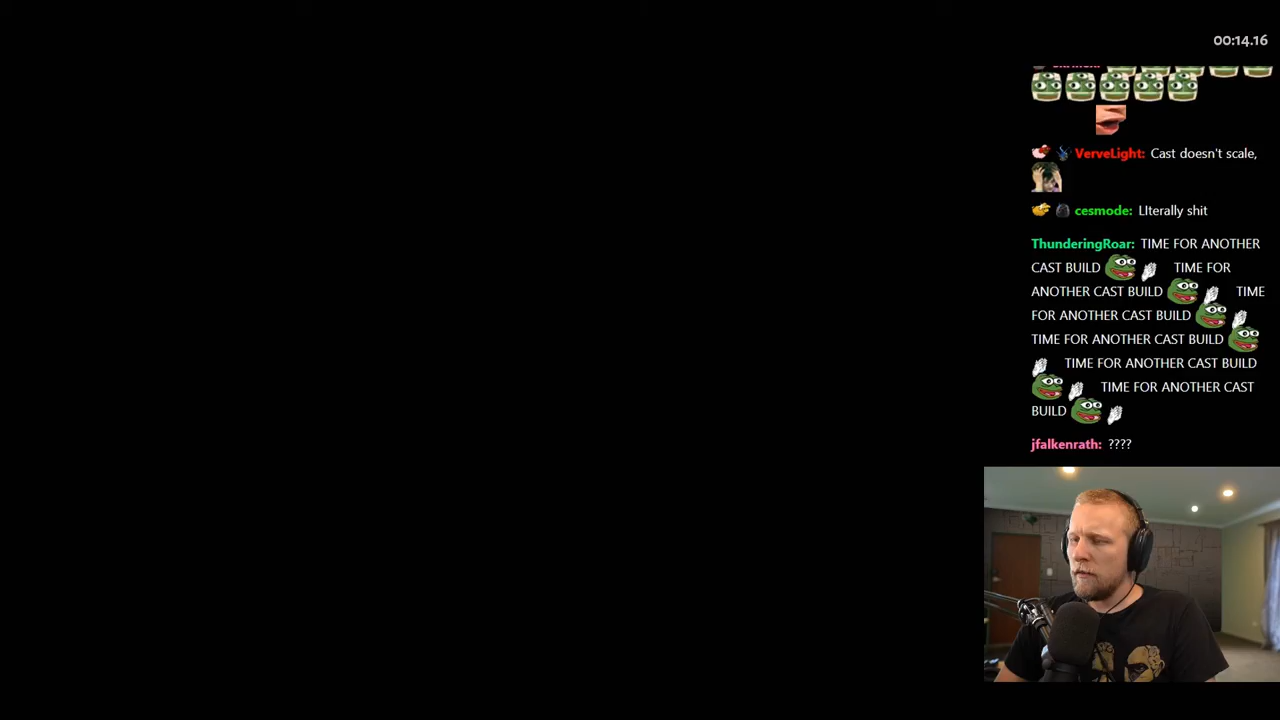 00:14.16
VerveLight: Cast doesn't scale,
cesmode: LIterally shit
ThunderingRoar: TIME FOR ANOTHER
CAST BUILD TIME FOR
ANOTHER CAST BUILD TIME
FOR ANOTHER CAST BUILD
TIME FOR ANOTHER CAST BUILD
TIME FOR ANOTHER CAST BUILD
TIME FOR ANOTHER CAST
BUILD
jfalkenrath: ????